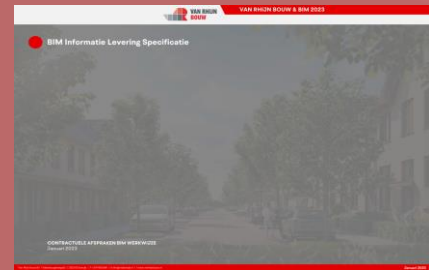 VAN RHIJN
BOUW
VAN RHIJN BOUW & BIM 2023
BIM Informatie Levering Specificatie
CONTRACTUELE AFSPRAKEN BIM WERKWIJZE
Januari 2023
Januari 2023